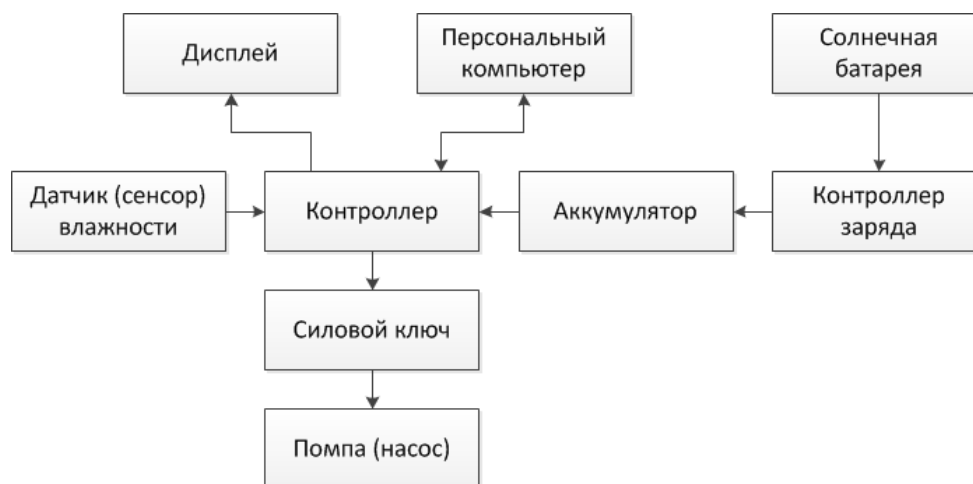 Дисплей
Персональный
компьютер
Солнечная
батарея
Датчик (сенсор)
влажности
Контроллер
Аккумулятор
Контроллер
заряда
Силовой ключ
Помпа (насос)